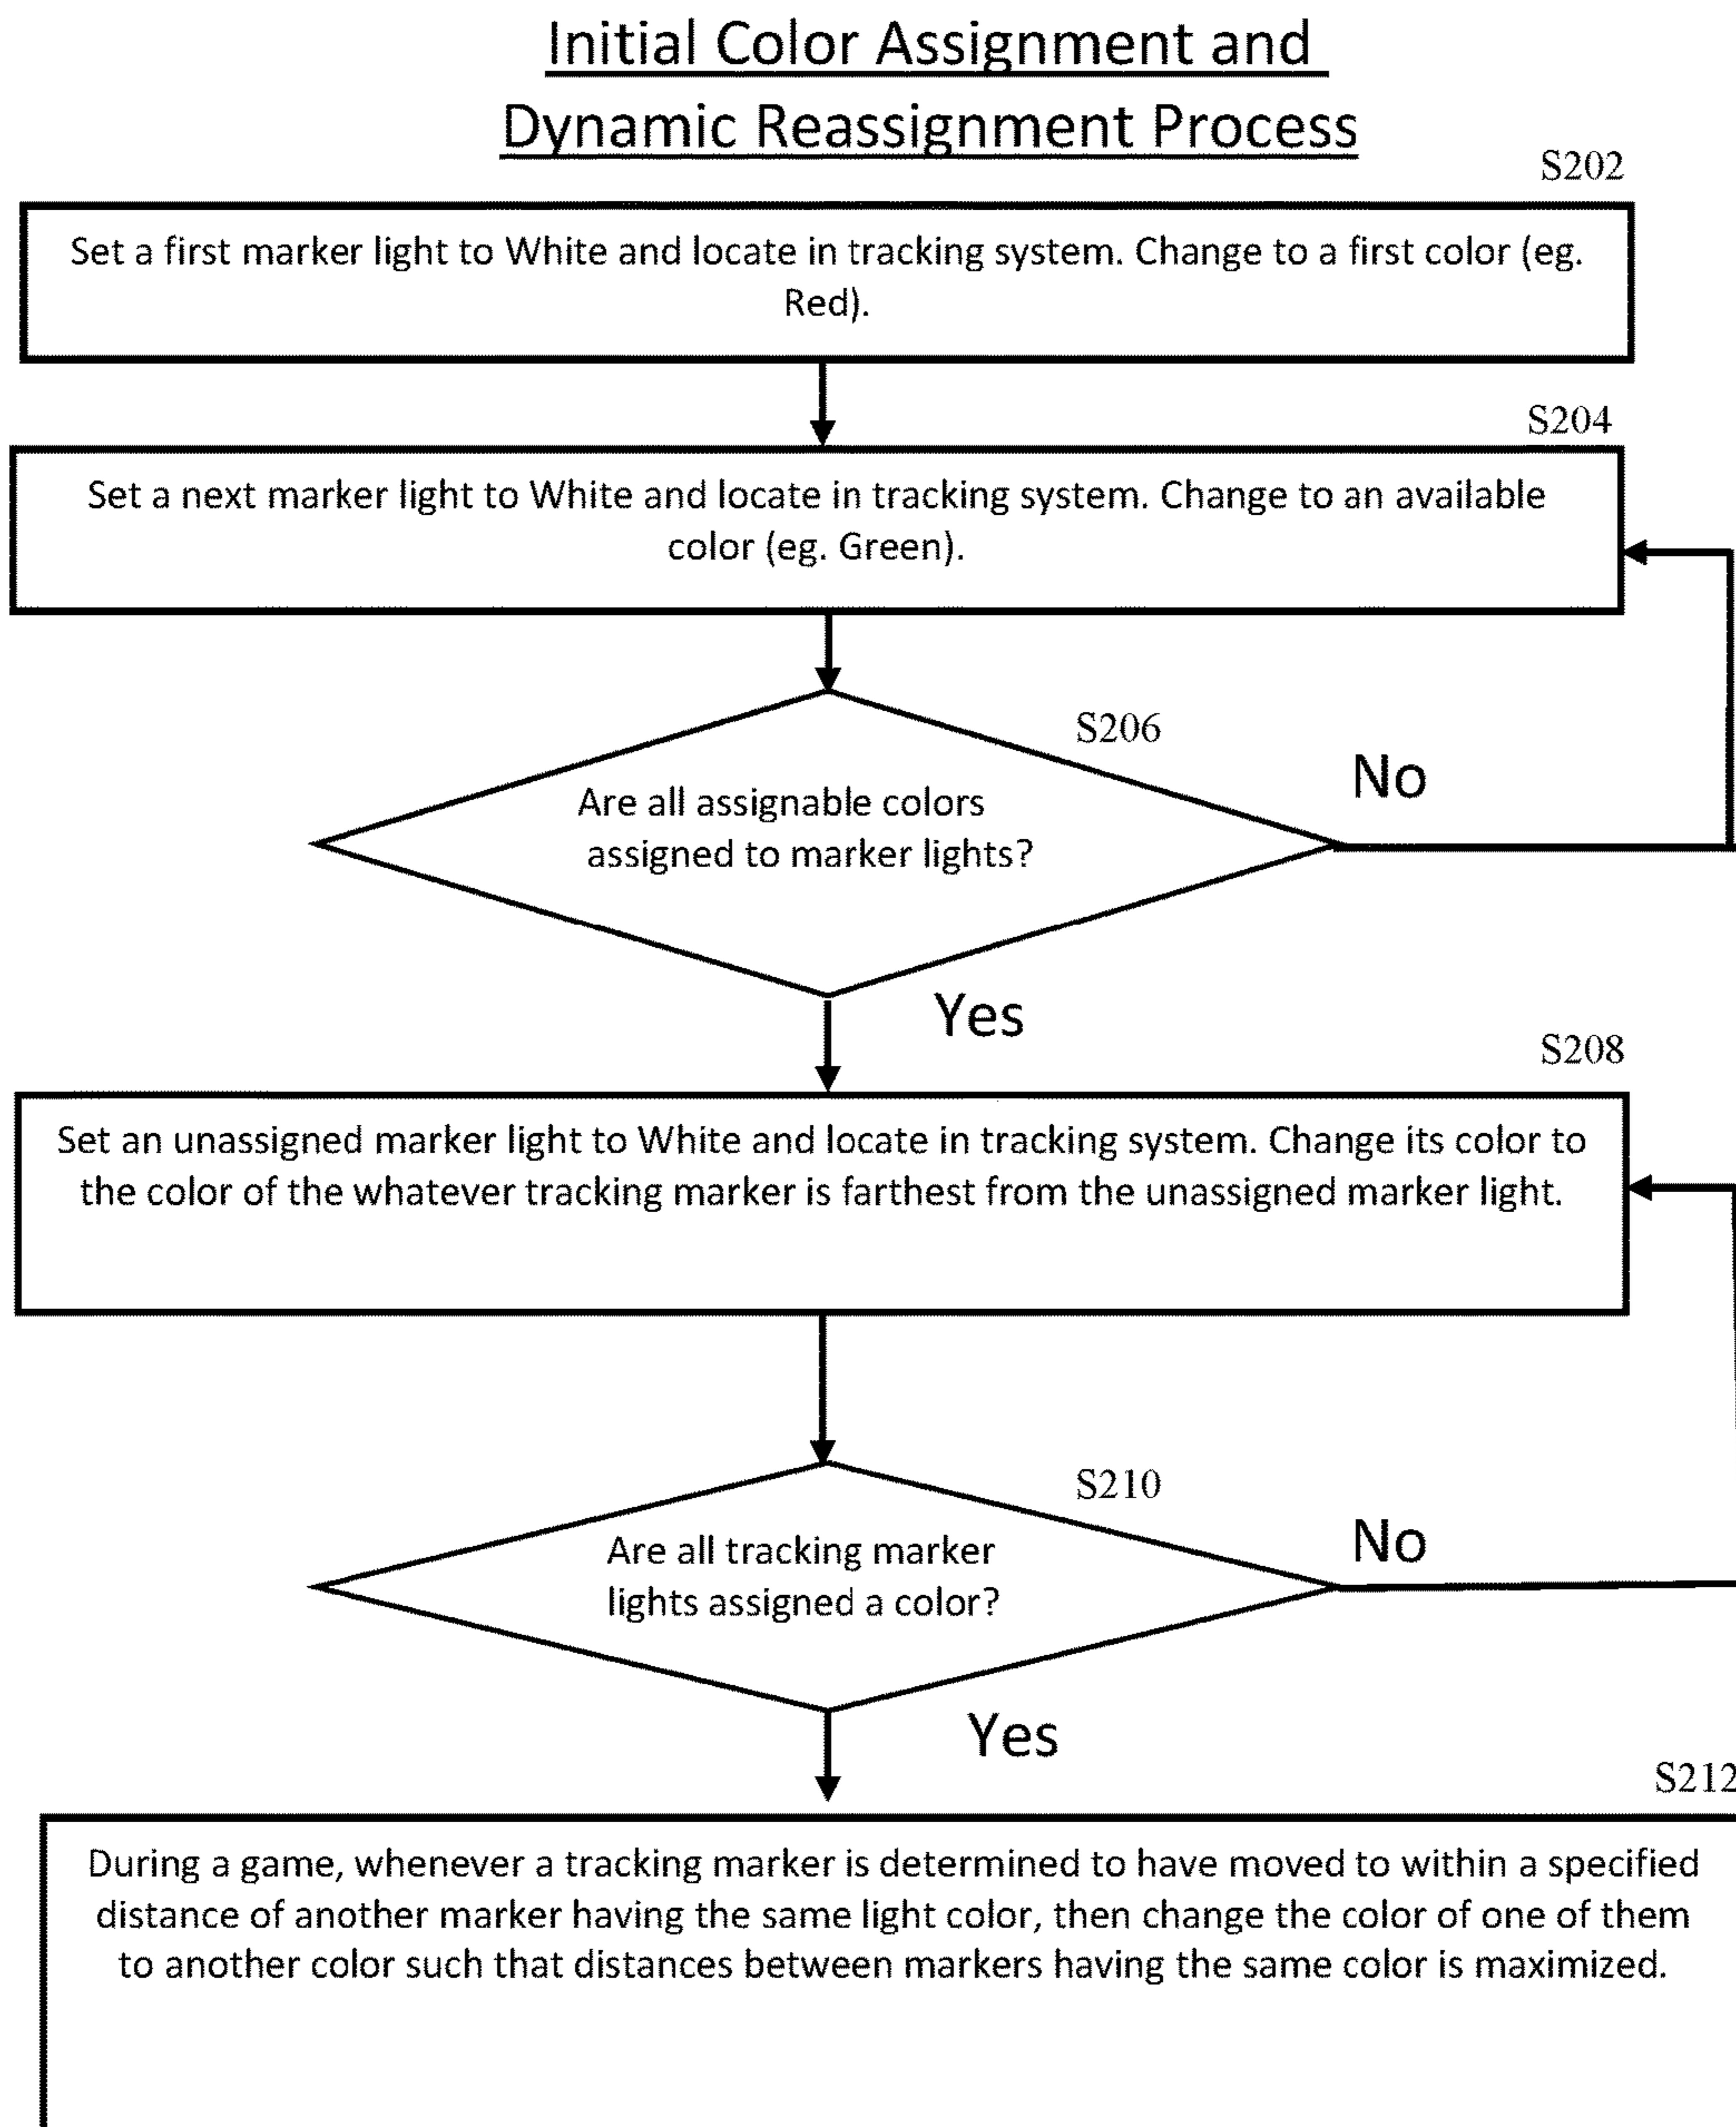 Initial Color Assignment and
Dynamic Reassignment Process
S202
Set a first marker light to White and locate in tracking system. Change to a first color (eg.
Red).
S204
Set a next marker light to White and locate in tracking system. Change to an available
color (eg. Green).
S206
No
Are all assignable colors
assigned to marker lights?
Yes
S208
Set an unassigned marker light to White and locate in tracking system. Change its color to
the color of the whatever tracking marker is farthest from the unassigned marker light.
S210
No
Are all tracking marker
lights assigned a color?
Yes
S212
During a game, whenever a tracking marker is determined to have moved to within a specified
distance of another marker having the same light color, then change the color of one of them
to another color such that distances between markers having the same color is maximized.